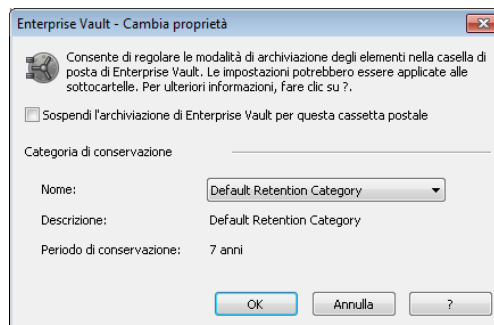 Enterprise Vault - Cambia proprietà
Consente di regolare le modalità di archiviazione degli elementi nella casella di
posta di Enterprise Vault. Le impostazioni potrebbero essere applicate alle
sottocartelle. Per ulteriori informazioni, fare clic su ?.
Sospendi l'archiviazione di Enterprise Vault per questa cassetta postale
Categoria di conservazione
Nome: Default Retention Category
Descrizione: Default Retention Category
Periodo di conservazione: 7 anni
OK Annulla ?